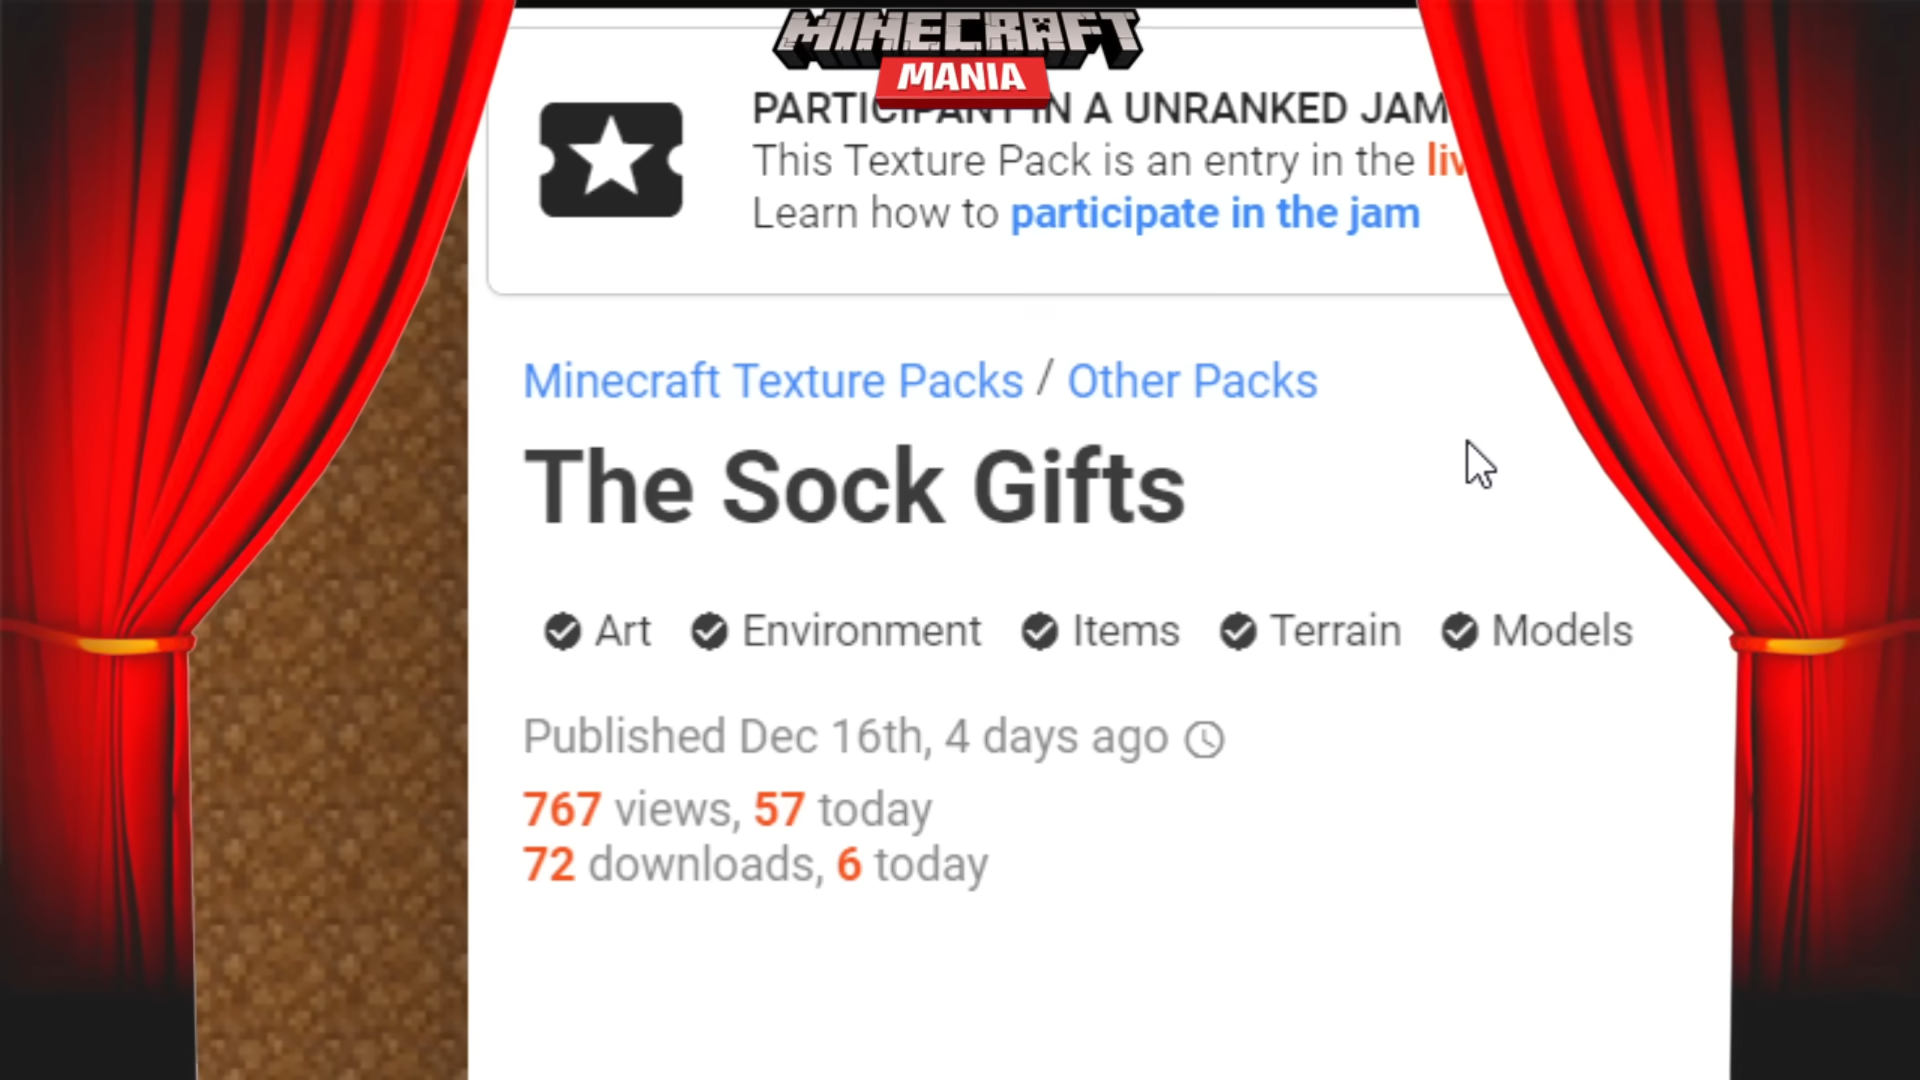 MINECRAFT
MANIA
PARTICIPANT IN A UNRANKED JAM
This Texture Pack is an entry in the liv
Learn how to participate in the jam
Minecraft Texture Packs / Other Packs
The Sock Gifts
Art Environment Items Terrain Models
Published Dec 16th, 4 days ago
767 views, 57 today
72 downloads, 6 today